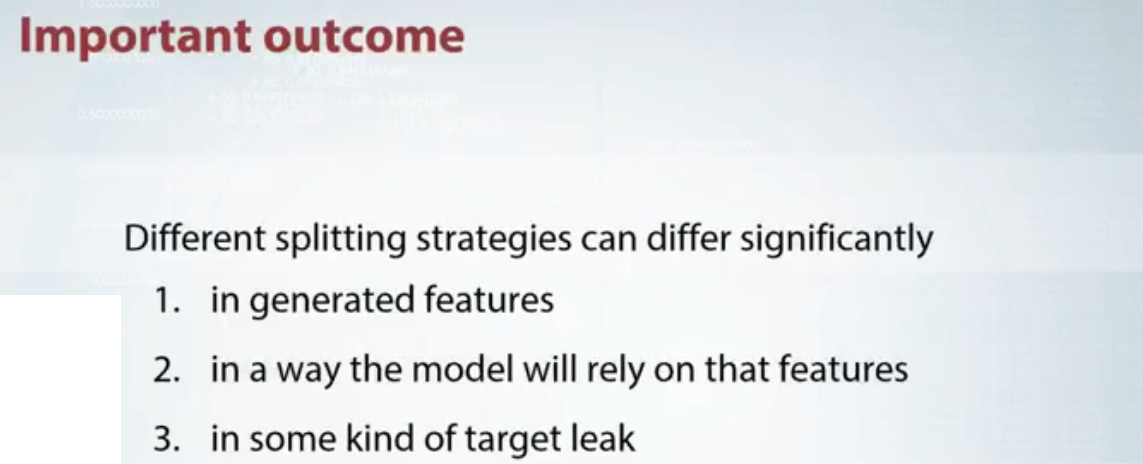 Important outcome
Different splitting strategies can differ significantly
1. in generated features
2. in a way the model will rely on that features
3. in some kind of target leak